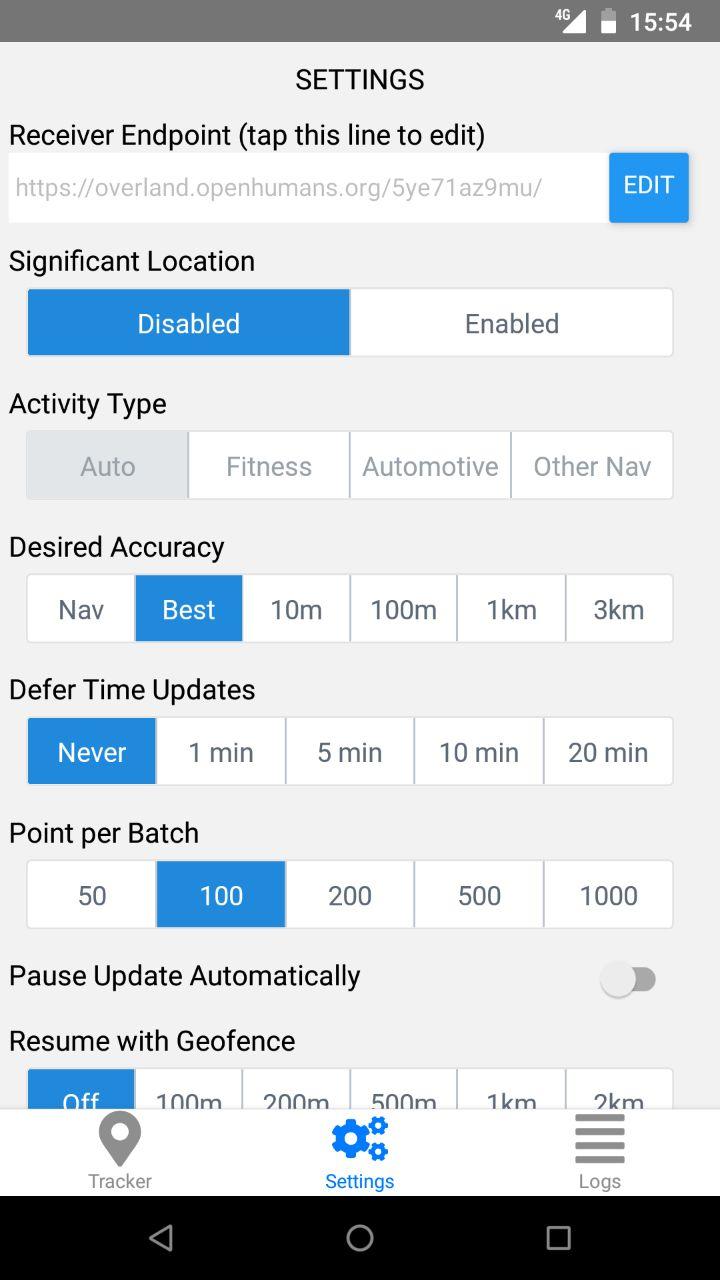 4G 15:54
SETTINGS
Receiver Endpoint (tap this line to edit)
https://overland.openhumans.org/5ye71az9mu/ EDIT
Significant Location
Disabled Enabled
Activity Type
Auto Fitness Automotive Other Nav
Desired Accuracy
Nav Best 10m 100m 1km 3km
Defer Time Updates
Never 1 min 5 min 10 min 20 min
Point per Batch
50 100 200 500 1000
Pause Update Automatically
Resume with Geofence
Off 100m 200m 500m 1km 2km
Tracker Settings Logs